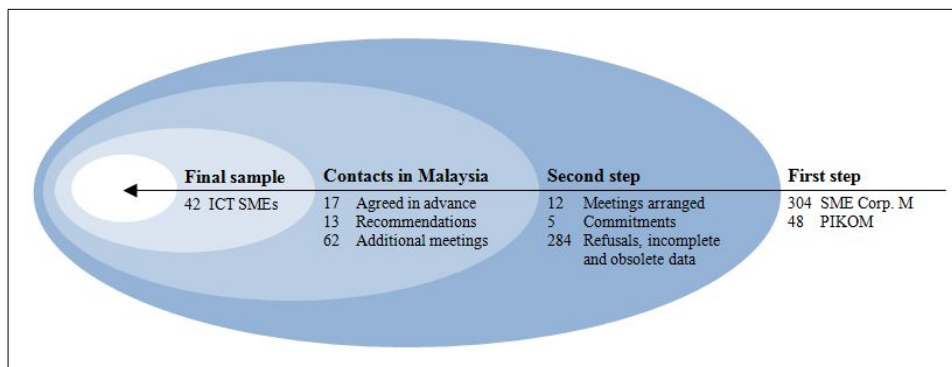 Final sample
42 ICT SMEs
Contacts in Malaysia
17 Agreed in advance
13 Recommendations
62 Additional meetings
Second step
12 Meetings arranged
5 Commitments
284 Refusals, incomplete
and obsolete data
First step
304 SME Corp. M
48 PIKOM